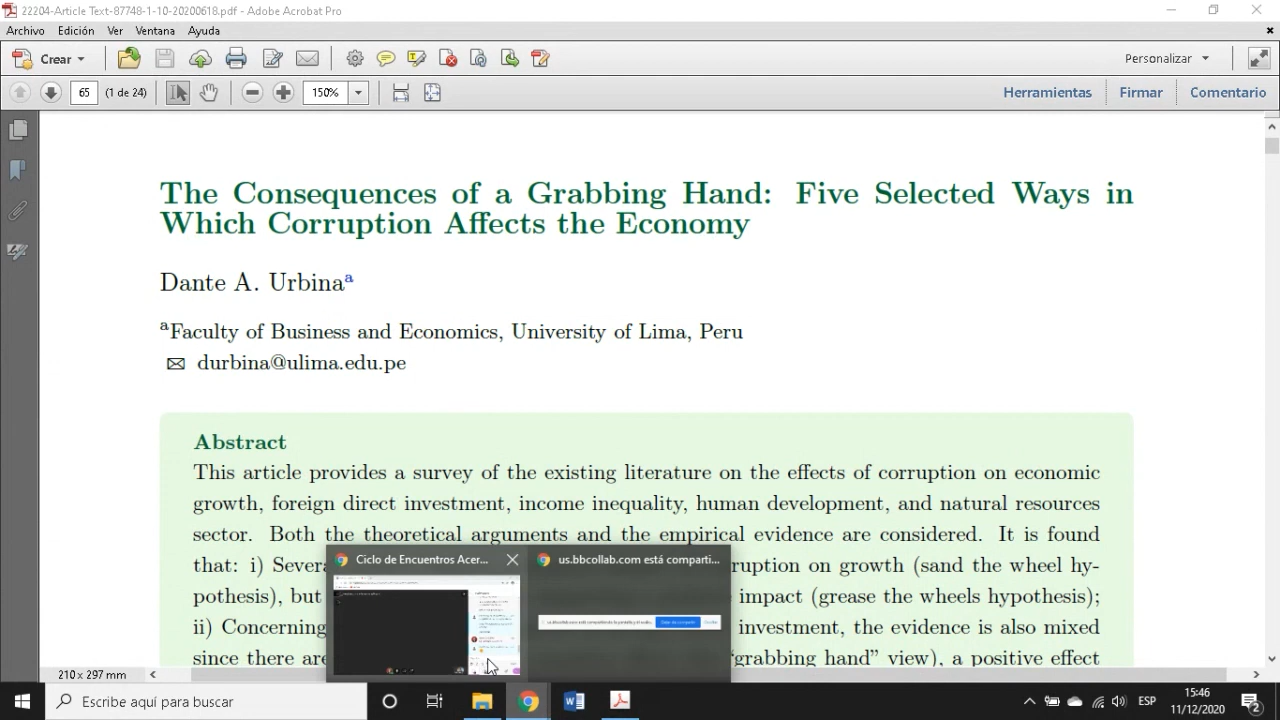 22204-Article Text-87748-1-10-20200618.pdf - Adobe Acrobat Pro
Archivo Edición Ver Ventana Ayuda
Crear
Personalizar
65 (1 de 24) 150% Herramientas Firmar Comentario
The Consequences of a Grabbing Hand: Five Selected Ways in
Which Corruption Affects the Economy
Dante A. Urbinaª
ªFaculty of Business and Economics, University of Lima, Peru
durbina@ulima.edu.pe
Abstract
This article provides a survey of the existing literature on the effects of corruption on economic
growth, foreign direct investment, income inequality, human development, and natural resources
sector. Both the theoretical arguments and the empirical evidence are considered. It is found
that: i) Severa ruption on growth (sand the wheel hy-
pothesis), but impact (grease the wheels hypothesis);
ii) Concerning investment, the evidence is also mixed
since there are "grabbing hand" view), a positive effect
Ciclo de Encuentros Acer...
us.bbcollab.com está comparti...
210 x 297 mm
Escribe aquí para buscar
ESP
15:46
11/12/2020
2